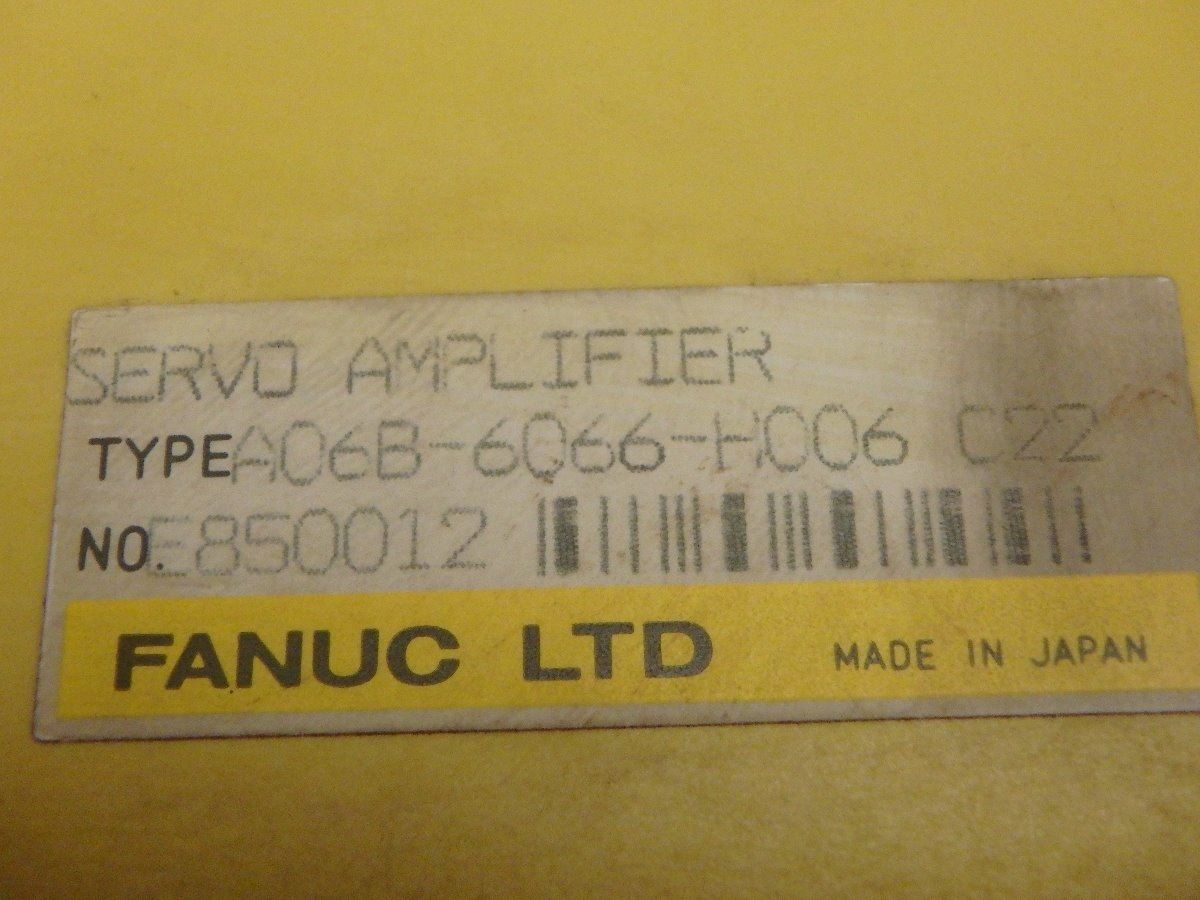 SERVO AMPLIFIER
TYPE A06B-6066-H006 C22
NO. E850012
FANUC LTD MADE IN JAPAN